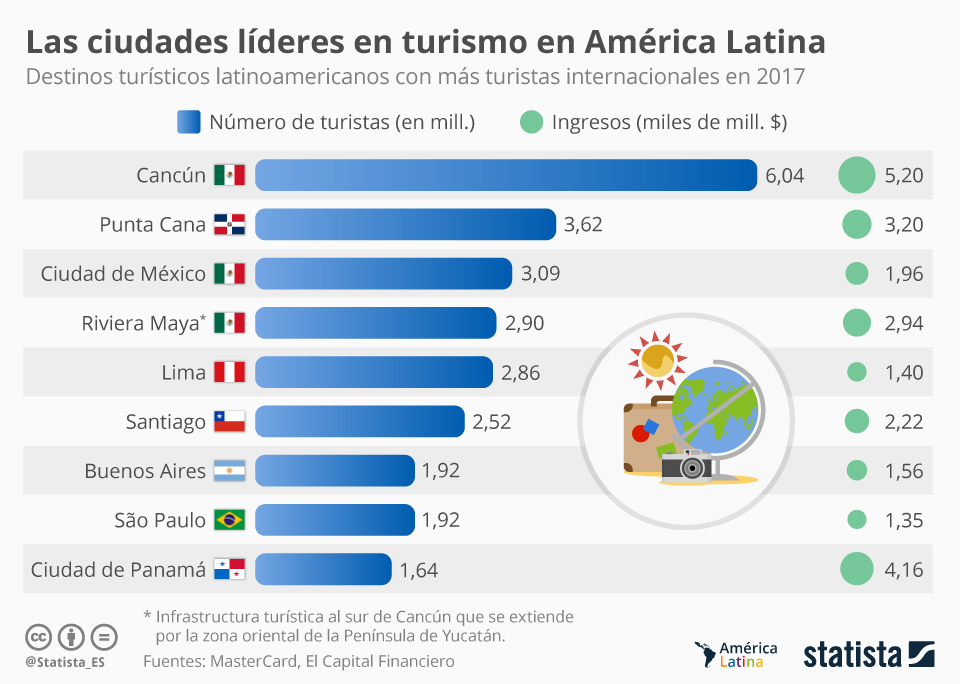 Las ciudades líderes en turismo en América Latina
Destinos turísticos latinoamericanos con más turistas internacionales en 2017
Número de turistas (en mill.) Ingresos (miles de mill. $)
Cancún 6,04 5,20
Punta Cana 3,62 3,20
Ciudad de México 3,09 1,96
Riviera Maya* 2,90 2,94
Lima 2,86 1,40
Santiago 2,52 2,22
Buenos Aires 1,92 1,56
São Paulo 1,92 1,35
Ciudad de Panamá 1,64 4,16
* Infrastructura turística al sur de Cancún que se extiende
por la zona oriental de la Península de Yucatán.
cc
@Statista_ES
Fuentes: MasterCard, El Capital Financiero
América
Latina
statista